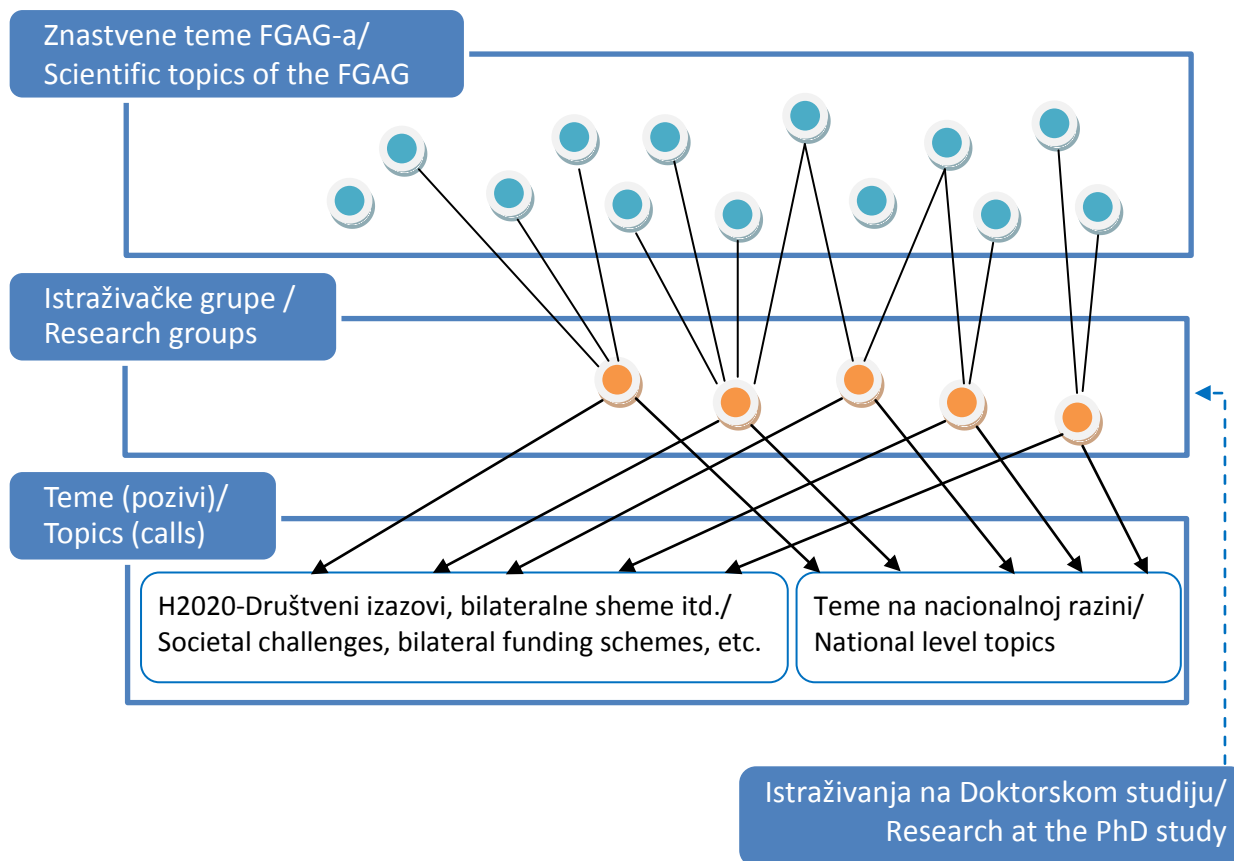 Znastvene teme FGAG-a/
Scientific topics of the FGAG
Istraživačke grupe /
Research groups
Teme (pozivi)/
Topics (calls)
H2020-Društveni izazovi, bilateralne sheme itd./
Societal challenges, bilateral funding schemes, etc.
Teme na nacionalnoj razini/
National level topics
Istraživanja na Doktorskom studiju/
Research at the PhD study